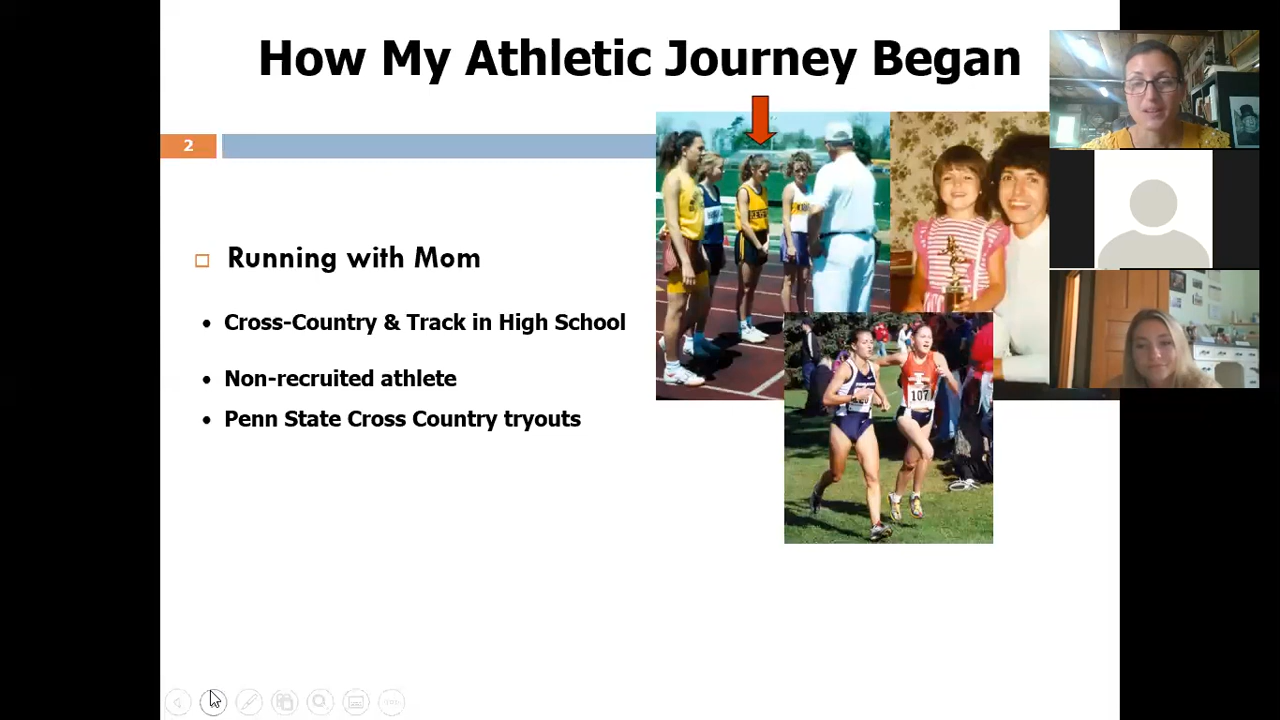 How My Athletic Journey Began
2
Running with Mom
Cross-Country & Track in High School
Non-recruited athlete
Penn State Cross Country tryouts
107